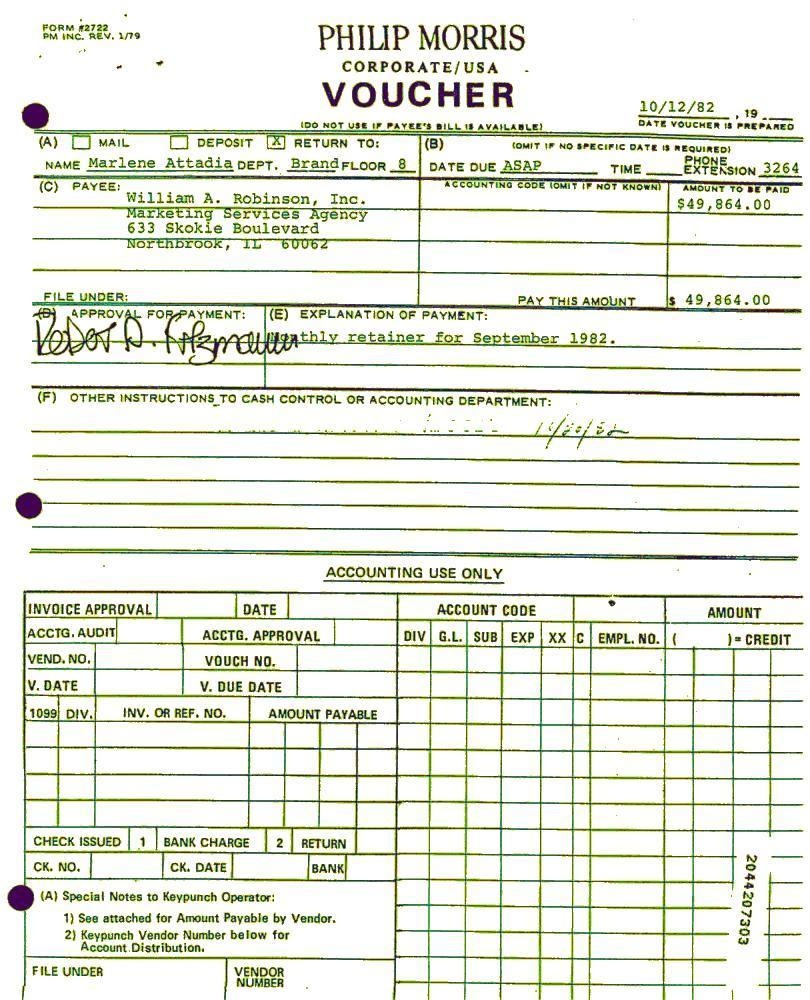 FORM #2722
PM INC. REV. 1/79
PHILIP MORRIS
CORPORATE/USA
VOUCHER
10/12/82 , 19
(DO NOT USE IF PAYEE'S BILL IS AVAILABLE) DATE VOUCHER IS PREPARED
(A) MAIL DEPOSIT X RETURN TO: (B) (OMIT IF NO SPECIFIC DATE IS REQUIRED)
NAME Marlene Attadia DEPT. Brand FLOOR 8 DATE DUE ASAP TIME PHONE EXTENSION 3264
(C) PAYEE: ACCOUNTING CODE (OMIT IF NOT KNOWN) AMOUNT TO BE PAID
William A. Robinson, Inc. $49,864.00
Marketing Services Agency
633 Skokie Boulevard
Northbrook, IL 60062
FILE UNDER: PAY THIS AMOUNT $ 49,864.00
(D) APPROVAL FOR PAYMENT: (E) EXPLANATION OF PAYMENT:
Monthly retainer for September 1982.
(F) OTHER INSTRUCTIONS TO CASH CONTROL OR ACCOUNTING DEPARTMENT:
ACCOUNTING USE ONLY
INVOICE APPROVAL DATE ACCOUNT CODE AMOUNT
ACCTG. AUDIT ACCTG. APPROVAL DIV G.L. SUB EXP XX C EMPL. NO. ( ) = CREDIT
VEND. NO. VOUCH NO.
V. DATE V. DUE DATE
1099 DIV. INV. OR REF. NO. AMOUNT PAYABLE
CHECK ISSUED 1 BANK CHARGE 2 RETURN
CK. NO. CK. DATE BANK
(A) Special Notes to Keypunch Operator:
1) See attached for Amount Payable by Vendor.
2) Keypunch Vendor Number below for
Account Distribution.
FILE UNDER VENDOR NUMBER
2044207303